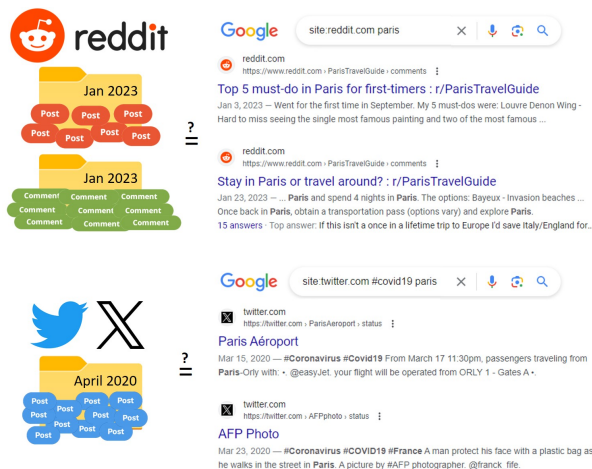 reddit
Jan 2023
Post
Post
Post
Post
Post
Post
Post
Jan 2023
Comment
Comment
Comment
Comment
Comment
Comment
Comment
Comment
Comment
?
=
Google
site:reddit.com paris
reddit.com
https://www.reddit.com › ParisTravelGuide › comments
Top 5 must-do in Paris for first-timers : r/ParisTravelGuide
Jan 3, 2023 — Went for the first time in September. My 5 must-dos were: Louvre Denon Wing -
Hard to miss seeing the single most famous painting and two of the most famous ...
reddit.com
https://www.reddit.com › ParisTravelGuide › comments
Stay in Paris or travel around? : r/ParisTravelGuide
Jan 23, 2023 — ... Paris and spend 4 nights in Paris. The options: Bayeux - Invasion beaches ...
Once back in Paris, obtain a transportation pass (options vary) and explore Paris.
15 answers · Top answer: If this isn't a once in a lifetime trip to Europe I'd save Italy/England for...
X
April 2020
Post
Post
Post
Post
Post
Post
Post
Post
Post
Post
Post
?
=
Google
site:twitter.com #covid19 paris
twitter.com
https://twitter.com › ParisAeroport › status
Paris Aéroport
Mar 15, 2020 — #Coronavirus #Covid19 From March 17 11:30pm, passengers traveling from
Paris-Orly with: •. @easyJet. your flight will be operated from ORLY 1 - Gates A •.
twitter.com
https://twitter.com › AFPphoto › status
AFP Photo
Mar 23, 2020 — #Coronavirus #COVID19 #France A man protect his face with a plastic bag as
he walks in the street in Paris. A picture by #AFP photographer. @franck_fife.